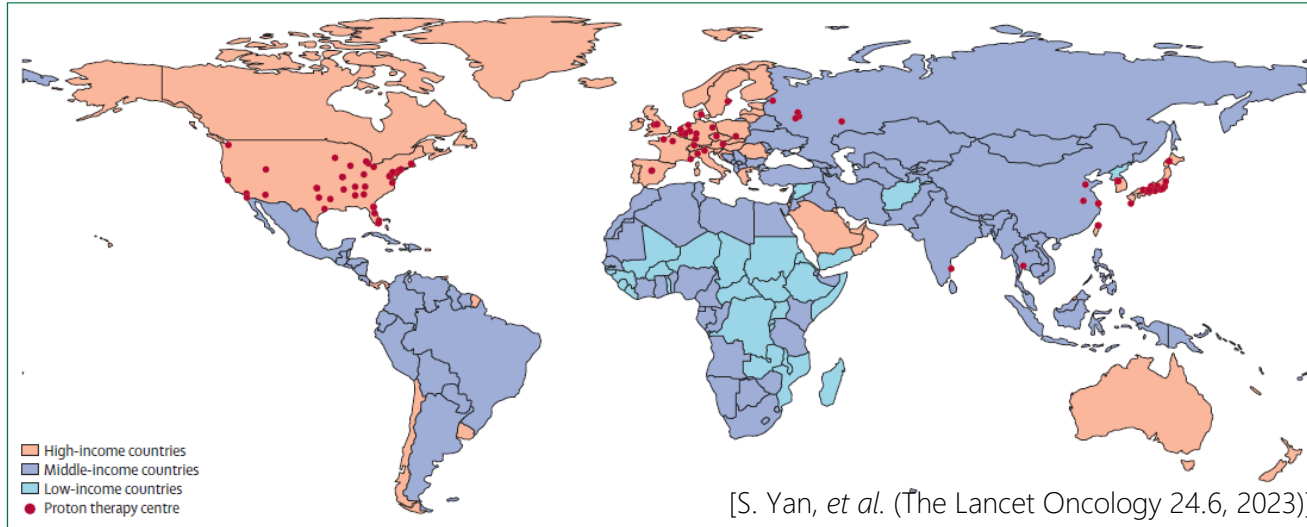 High-income countries
Middle-income countries
Low-income countries
Proton therapy centre
[S. Yan, et al. (The Lancet Oncology 24.6, 2023)]